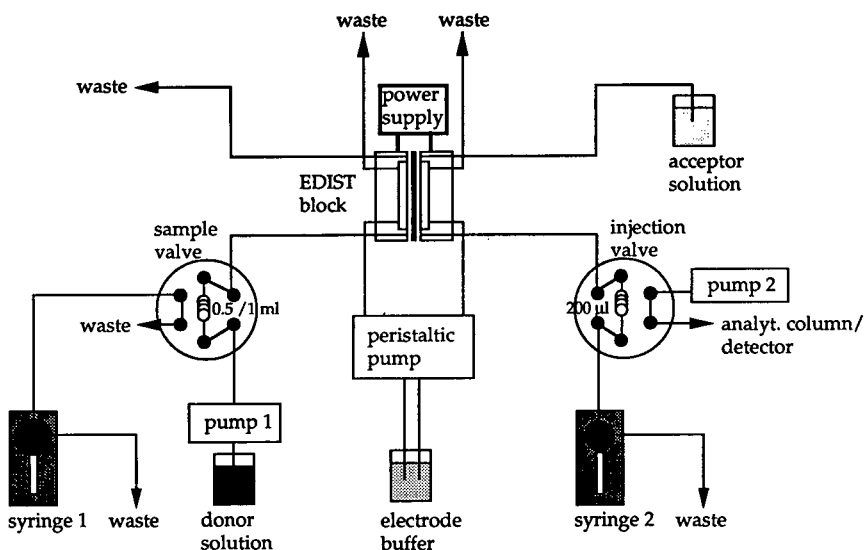 waste
waste
waste
power
supply
acceptor
solution
EDIST
block
sample
valve
injection
valve
0.5 /1 ml
200 µl
pump 2
waste
analyt. column/
detector
peristaltic
pump
pump 1
syringe 1
waste
donor
solution
electrode
buffer
syringe 2
waste